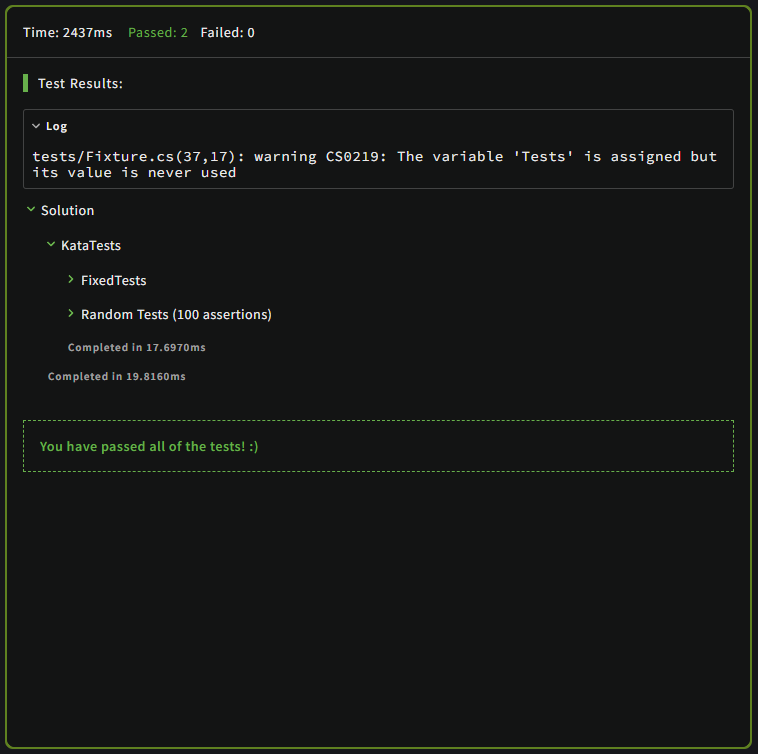 Time: 2437ms Passed: 2 Failed: 0
Test Results:
Log
tests/Fixture.cs(37,17): warning CS0219: The variable 'Tests' is assigned but
its value is never used
Solution
KataTests
FixedTests
Random Tests (100 assertions)
Completed in 17.6970ms
Completed in 19.8160ms
You have passed all of the tests! :)